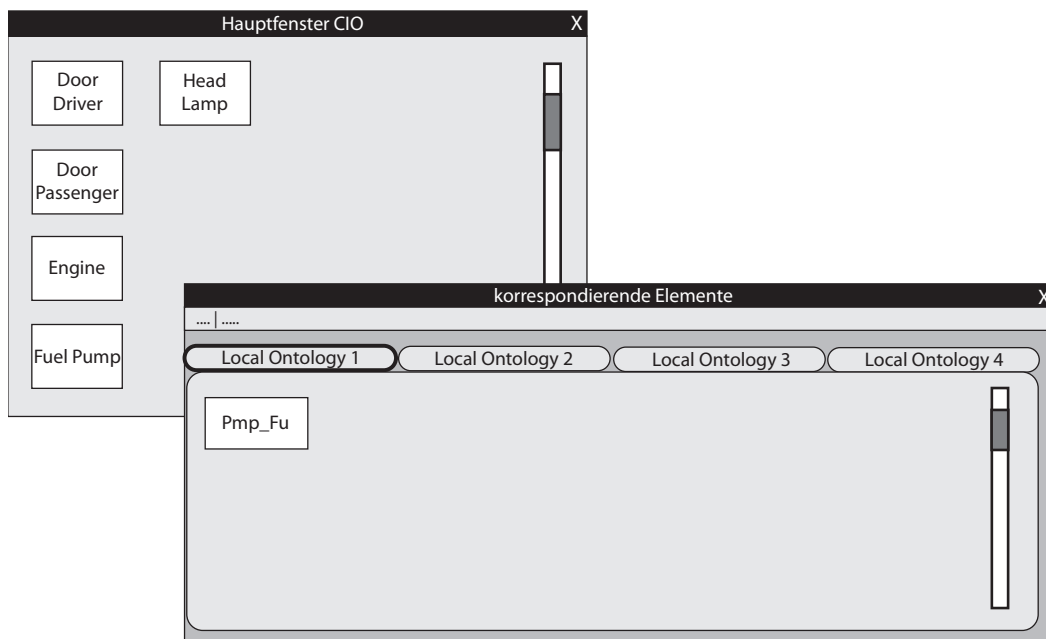 Hauptfenster CIO
X
Door
Driver
Head
Lamp
Door
Passenger
Engine
Fuel Pump
korrespondierende Elemente
X
.... | .....
Local Ontology 1
Local Ontology 2
Local Ontology 3
Local Ontology 4
Pmp_Fu